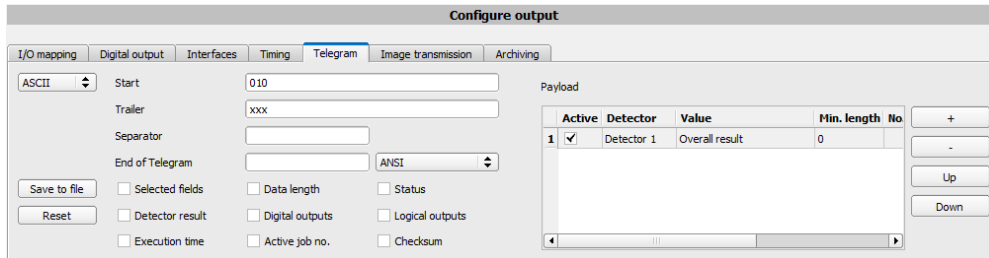 Configure output
I/O mapping Digital output Interfaces Timing Telegram Image transmission Archiving
ASCII Start 010
Payload
Trailer xxx
Active Detector Value Min. length No. +
Separator
1 Detector 1 Overall result 0
-
End of Telegram ANSI
Up
Save to file Selected fields Data length Status
Down
Reset Detector result Digital outputs Logical outputs
Execution time Active job no. Checksum